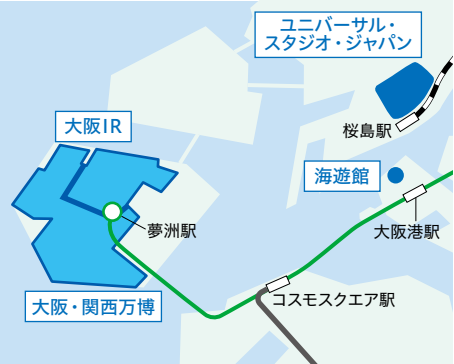 ユニバーサル・
スタジオ・ジャパン
大阪IR
桜島駅
海遊館
夢洲駅
大阪港駅
大阪・関西万博
コスモスクエア駅